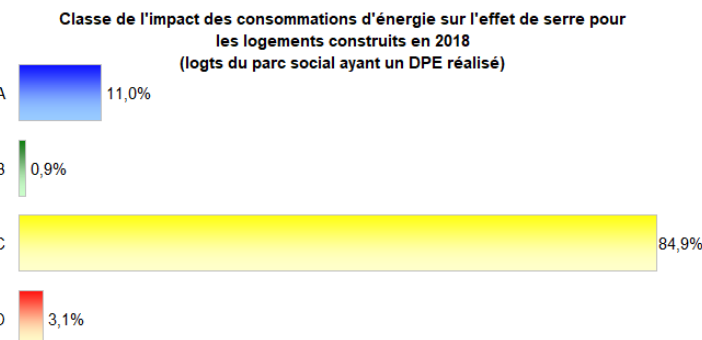 Classe de l'impact des consommations d'énergie sur l'effet de serre pour
les logements construits en 2018
(logts du parc social ayant un DPE réalisé)
A 11,0%
B 0,9%
C 84,9%
D 3,1%